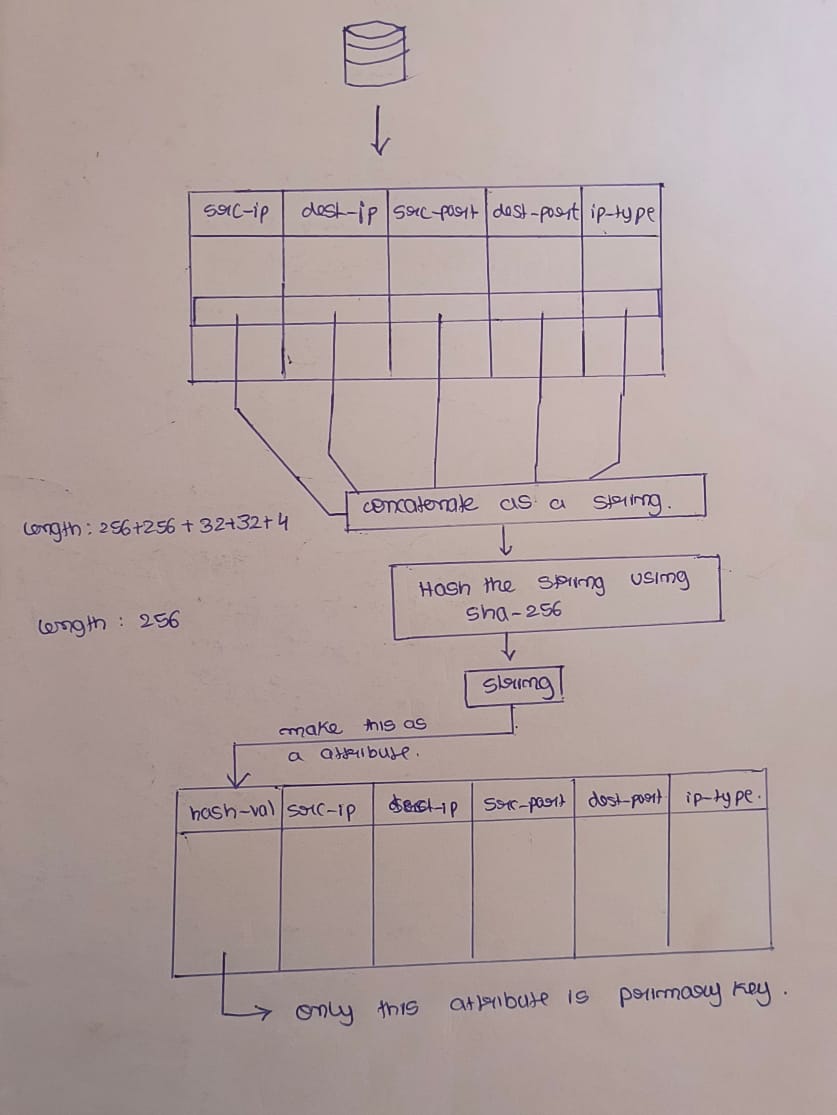 src-ip dest-ip src-port dest-port ip-type
concatenate as a string.
length: 256+256+32+32+4
Hash the string using
sha-256
length: 256
string
make this as
a attribute.
hash-val src-ip dest-ip src-port dest-port ip-type.
only this attribute is primary key.